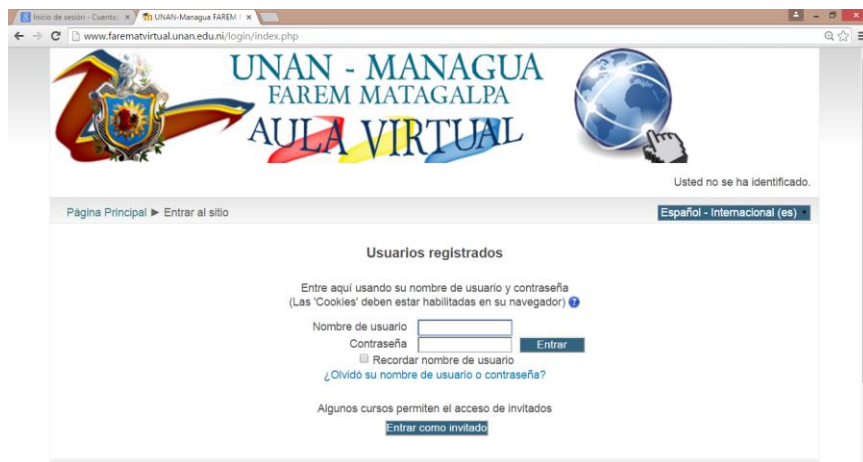 Inicio de sesión - Cuenta:
UNAN-Managua FAREM
www.farematvirtual.unan.edu.ni/login/index.php
UNAN - MANAGUA
FAREM MATAGALPA
AULA VIRTUAL
Usted no se ha identificado.
Página Principal ► Entrar al sitio
Español - Internacional (es)
Usuarios registrados
Entre aquí usando su nombre de usuario y contraseña
(Las 'Cookies' deben estar habilitadas en su navegador)
Nombre de usuario
Contraseña
Entrar
Recordar nombre de usuario
¿Olvidó su nombre de usuario o contraseña?
Algunos cursos permiten el acceso de invitados
Entrar como invitado